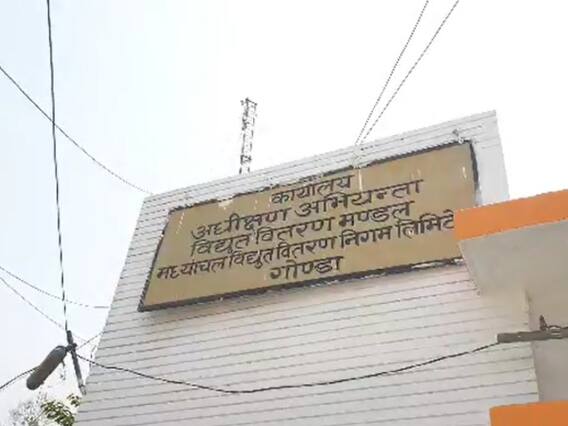 कार्यालय
अधीक्षण अभियन्ता
विद्युत वितरण मण्डल
मध्यांचल विद्युत वितरण निगम लिमिटे
गोण्डा